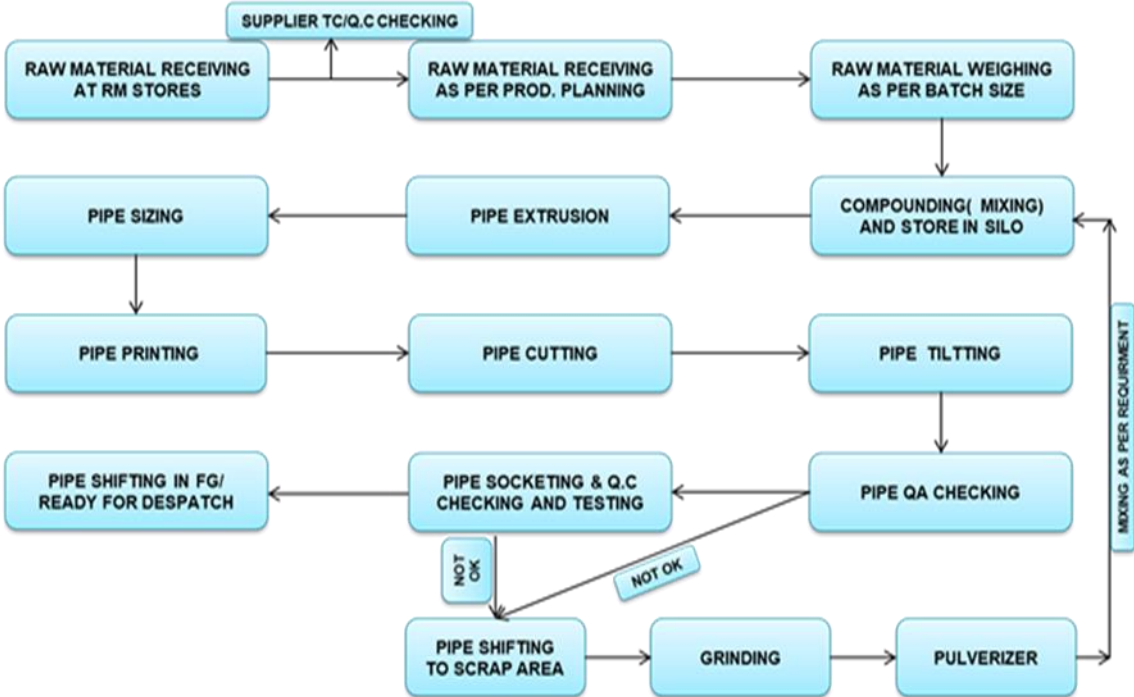 SUPPLIER TC/Q.C CHECKING
RAW MATERIAL RECEIVING
AT RM STORES
RAW MATERIAL RECEIVING
AS PER PROD. PLANNING
RAW MATERIAL WEIGHING
AS PER BATCH SIZE
PIPE SIZING
PIPE EXTRUSION
COMPOUNDING( MIXING)
AND STORE IN SILO
PIPE PRINTING
PIPE CUTTING
PIPE TILTTING
MIXING AS PER REQUIRMENT
PIPE SHIFTING IN FG/
READY FOR DESPATCH
PIPE SOCKETING & Q.C
CHECKING AND TESTING
PIPE QA CHECKING
NOT
OK
NOT OK
PIPE SHIFTING
TO SCRAP AREA
GRINDING
PULVERIZER